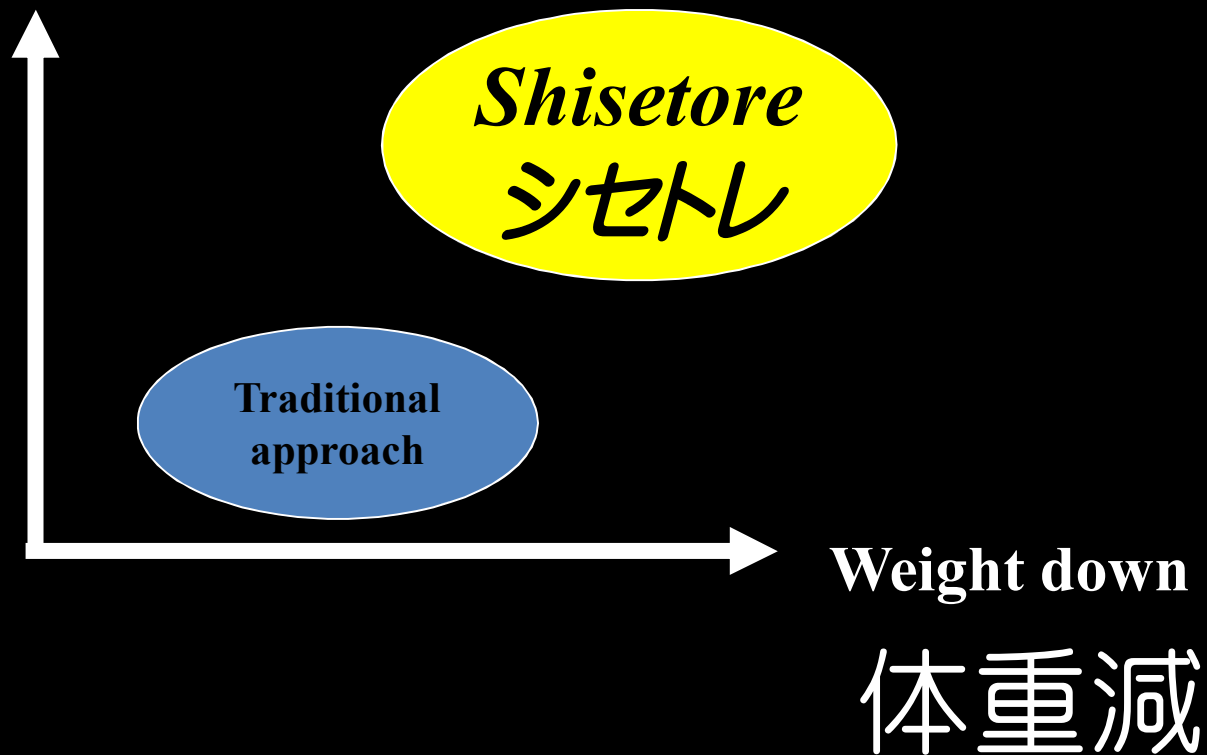 Shisetore
シセトレ
Traditional
approach
Weight down
体重減